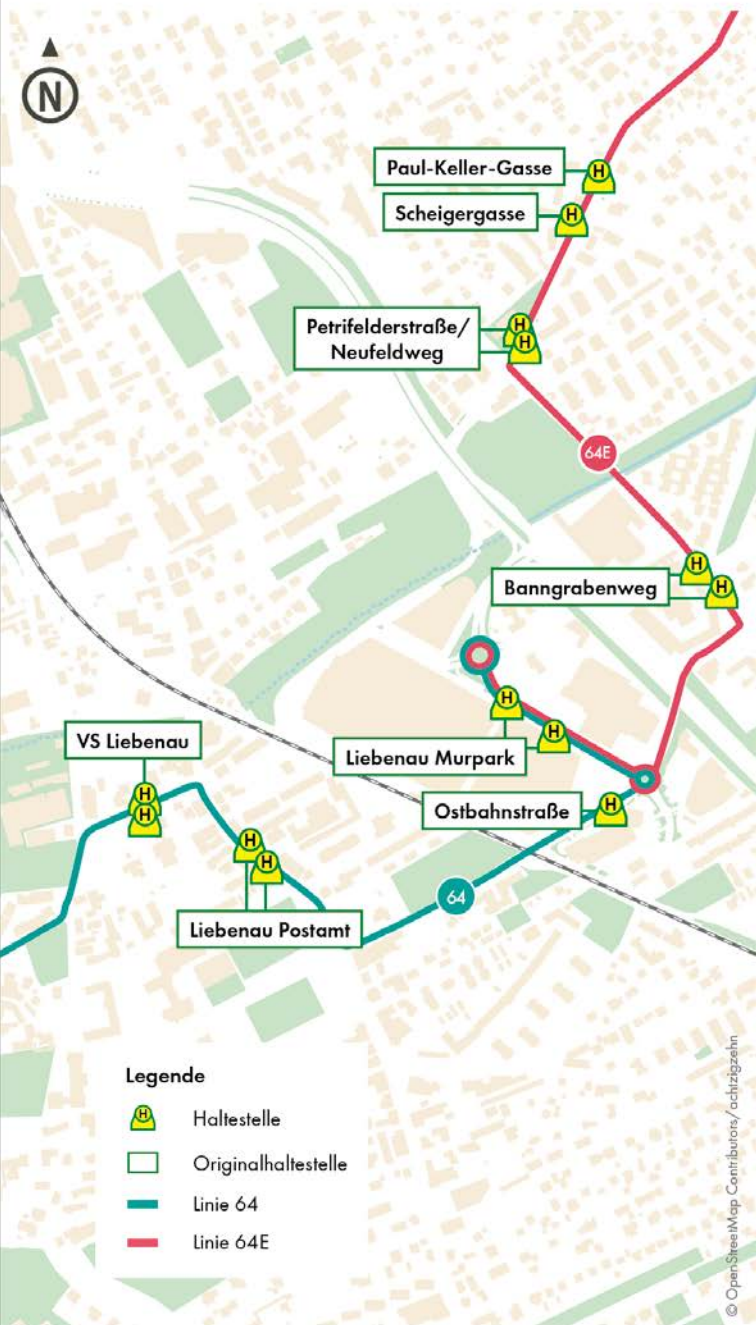 N
Paul-Keller-Gasse
H
Scheigergasse
H
Petrifelderstraße/
Neufeldweg
H
H
64E
H
Banngrabenweg
H
H
VS Liebenau
H
Liebenau Murpark
H
H
Ostbahnstraße
H
H
H
64
Liebenau Postamt
Legende
H
Haltestelle
Originalhaltestelle
Linie 64
Linie 64E
© OpenStreetMap Contributors/achtzigzehn